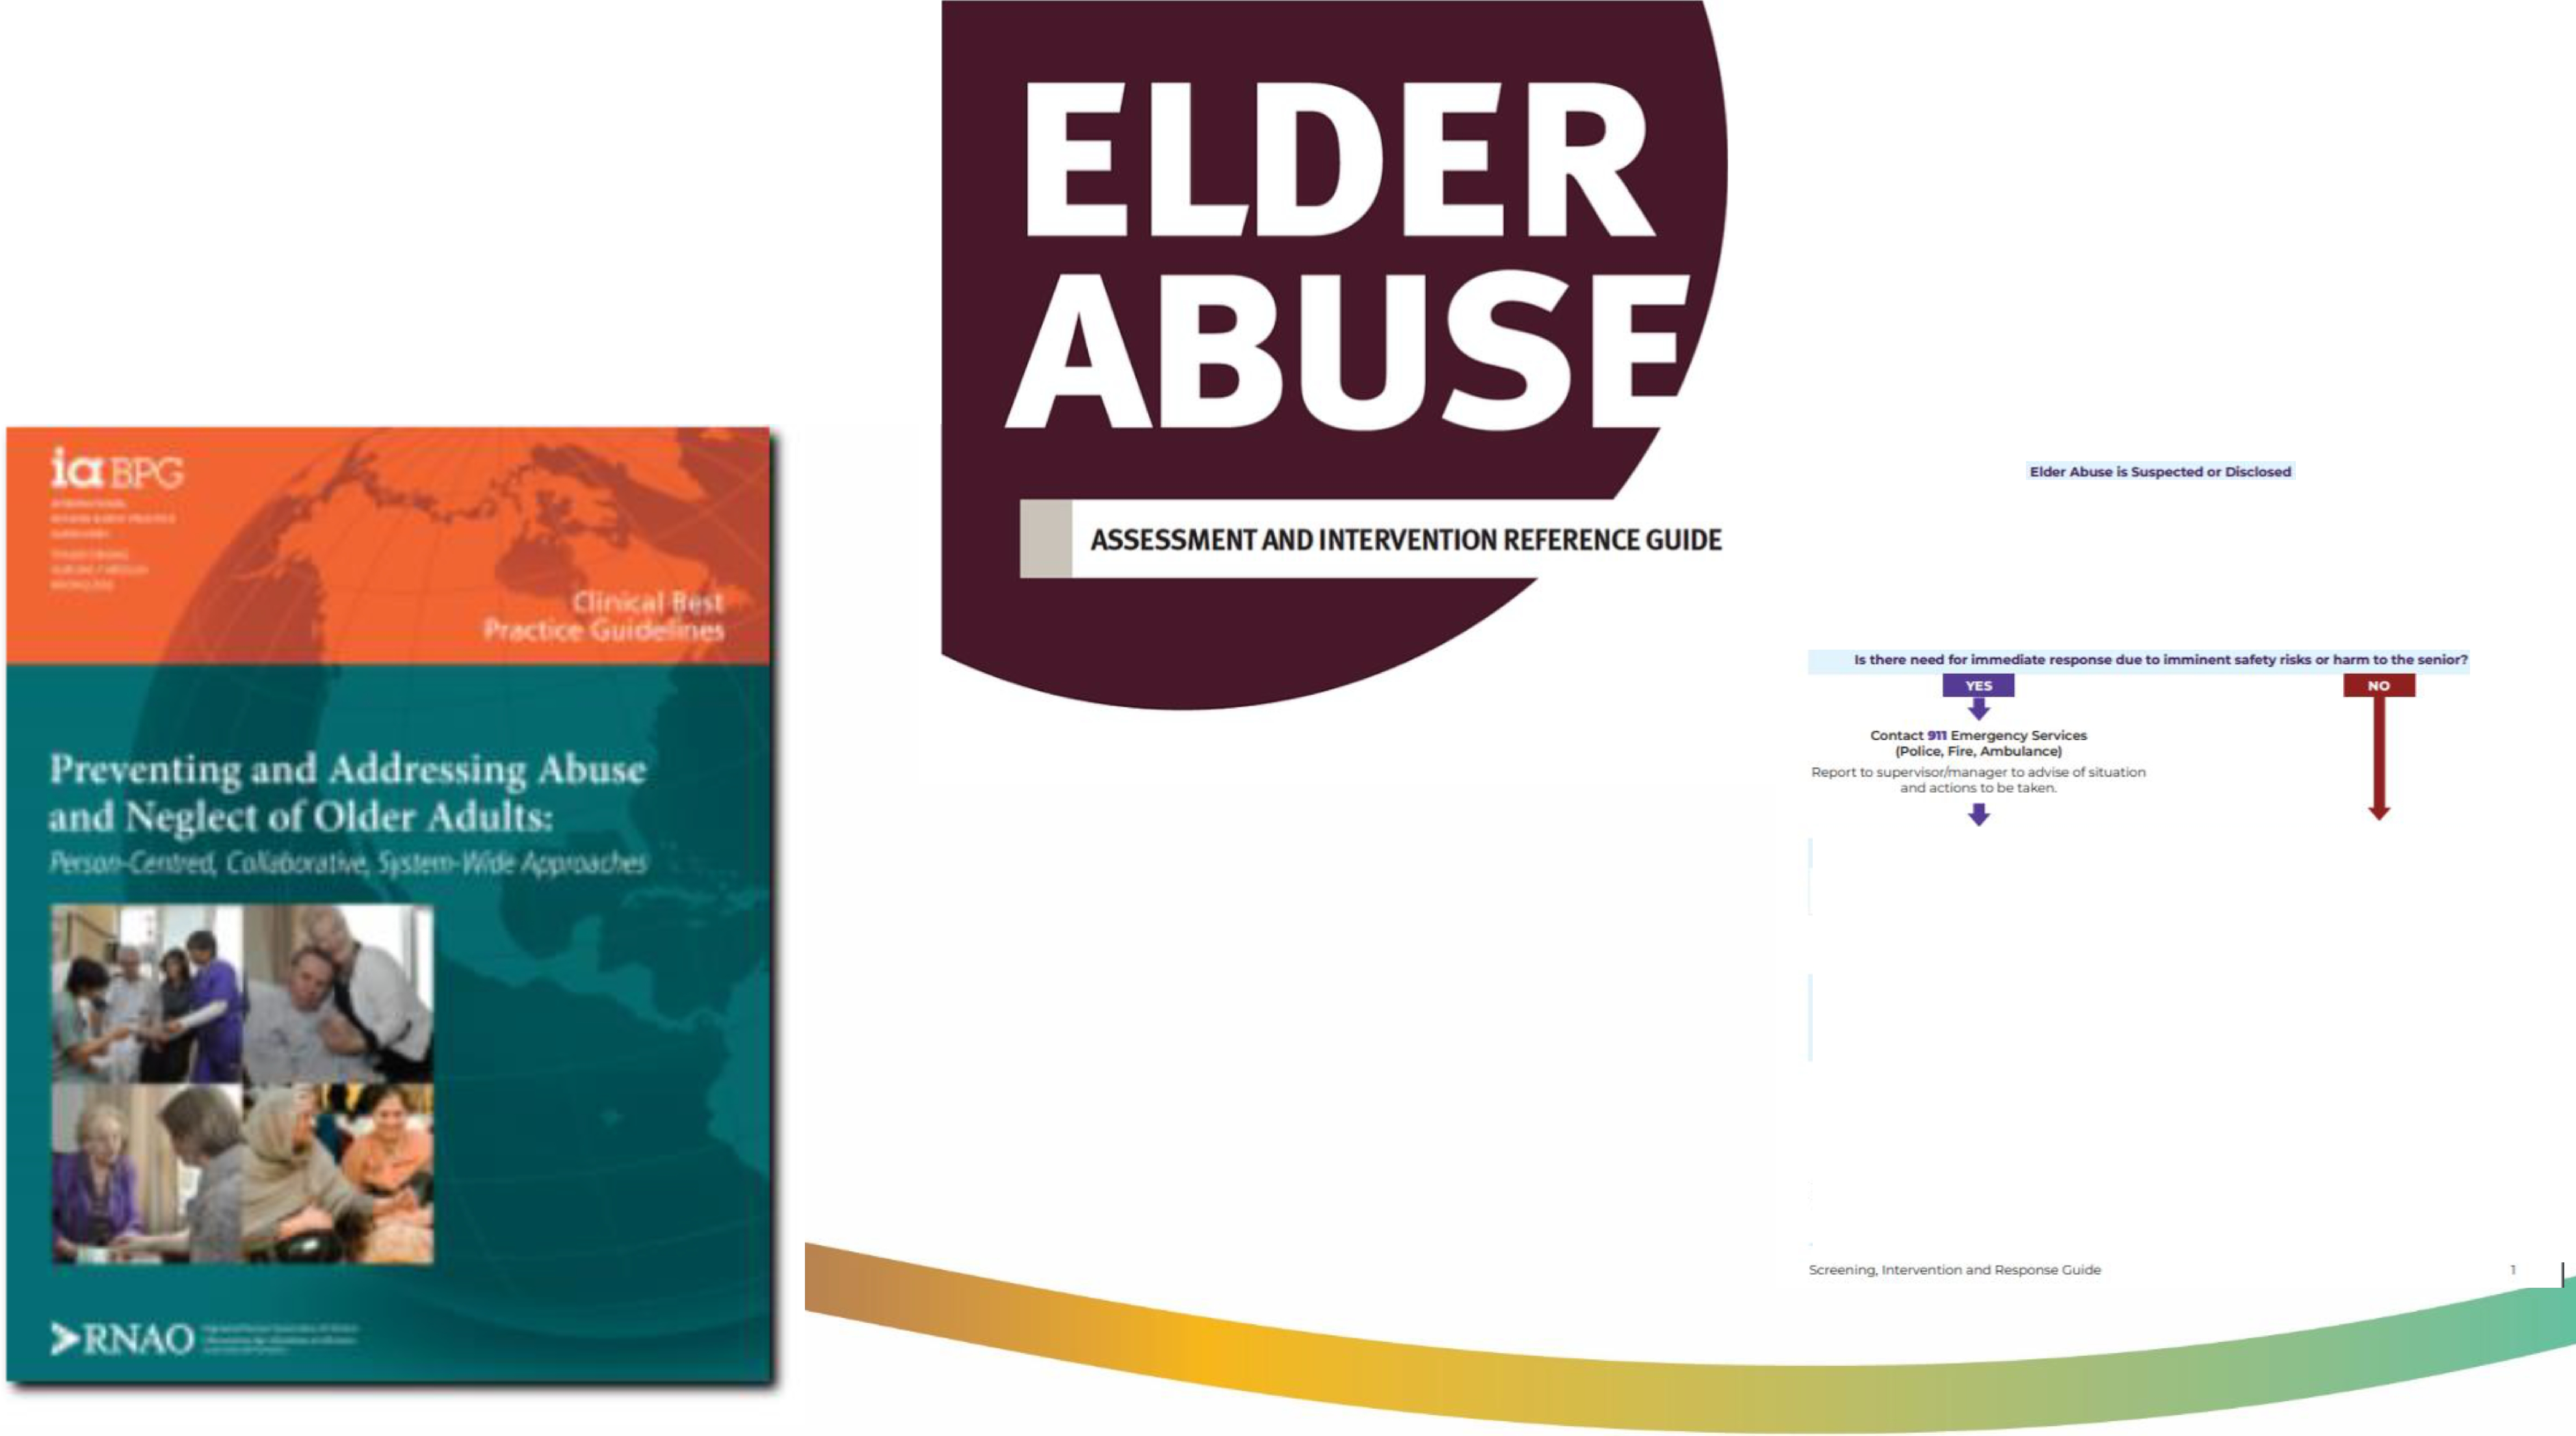 ELDER
ABUSE
ASSESSMENT AND INTERVENTION REFERENCE GUIDE
ia BPG
Clinical Best
Practice Guidelines
Preventing and Addressing Abuse
and Neglect of Older Adults:
Person-Centred, Collaborative, System-Wide Approaches
RNAO
Elder Abuse is Suspected or Disclosed
Is there need for immediate response due to imminent safety risks or harm to the senior?
YES
NO
Contact 911 Emergency Services
(Police, Fire, Ambulance)
Report to supervisor/manager to advise of situation
and actions to be taken.
Screening, Intervention and Response Guide
1